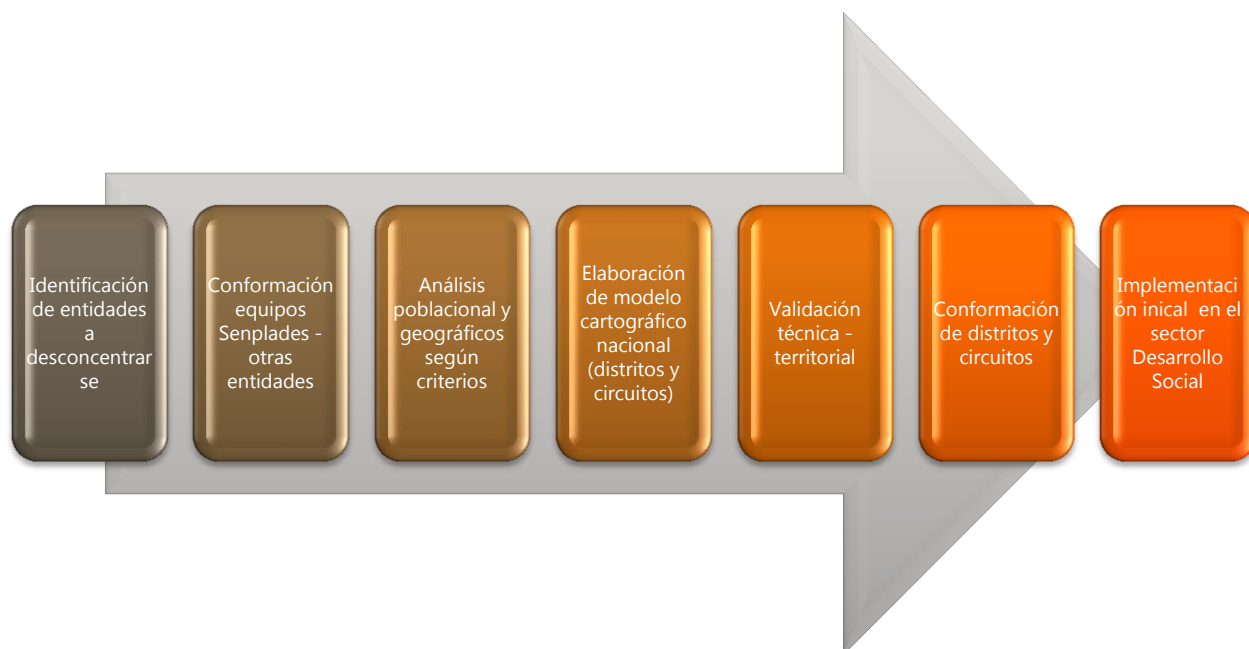 Identificación
de entidades
a
desconcentrar
se
Conformación
equipos
Senplades -
otras
entidades
Análisis
poblacional y
geográficos
según
criterios
Elaboración
de modelo
cartográfico
nacional
(distritos y
circuitos)
Validación
técnica -
territorial
Conformación
de distritos y
circuitos
Implementaci
ón inical en el
sector
Desarrollo
Social